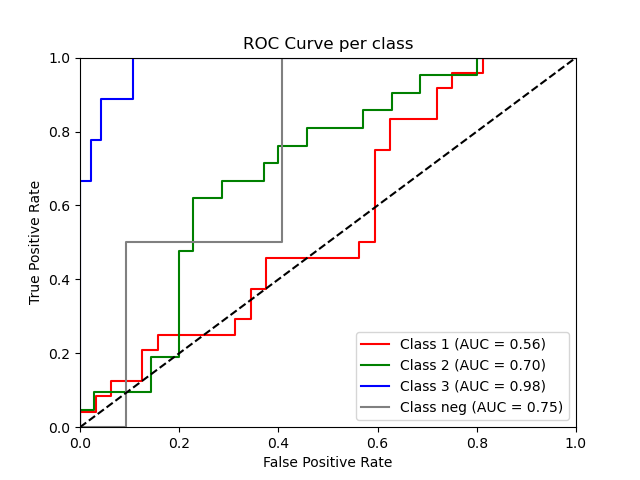 ROC Curve per class
1.0
0.8
0.6
0.4
0.2
0.0
True Positive Rate
Class 1 (AUC = 0.56)
Class 2 (AUC = 0.70)
Class 3 (AUC = 0.98)
Class neg (AUC = 0.75)
0.0 0.2 0.4 0.6 0.8 1.0
False Positive Rate